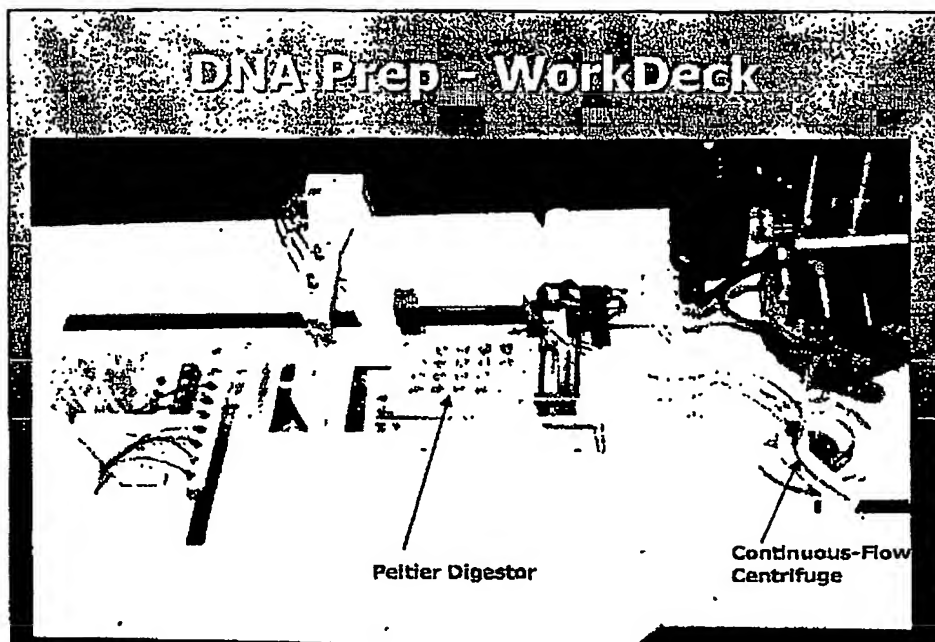 DNA Prep - WorkDeck
Peltier Digestor
Continuous-Flow
Centrifuge